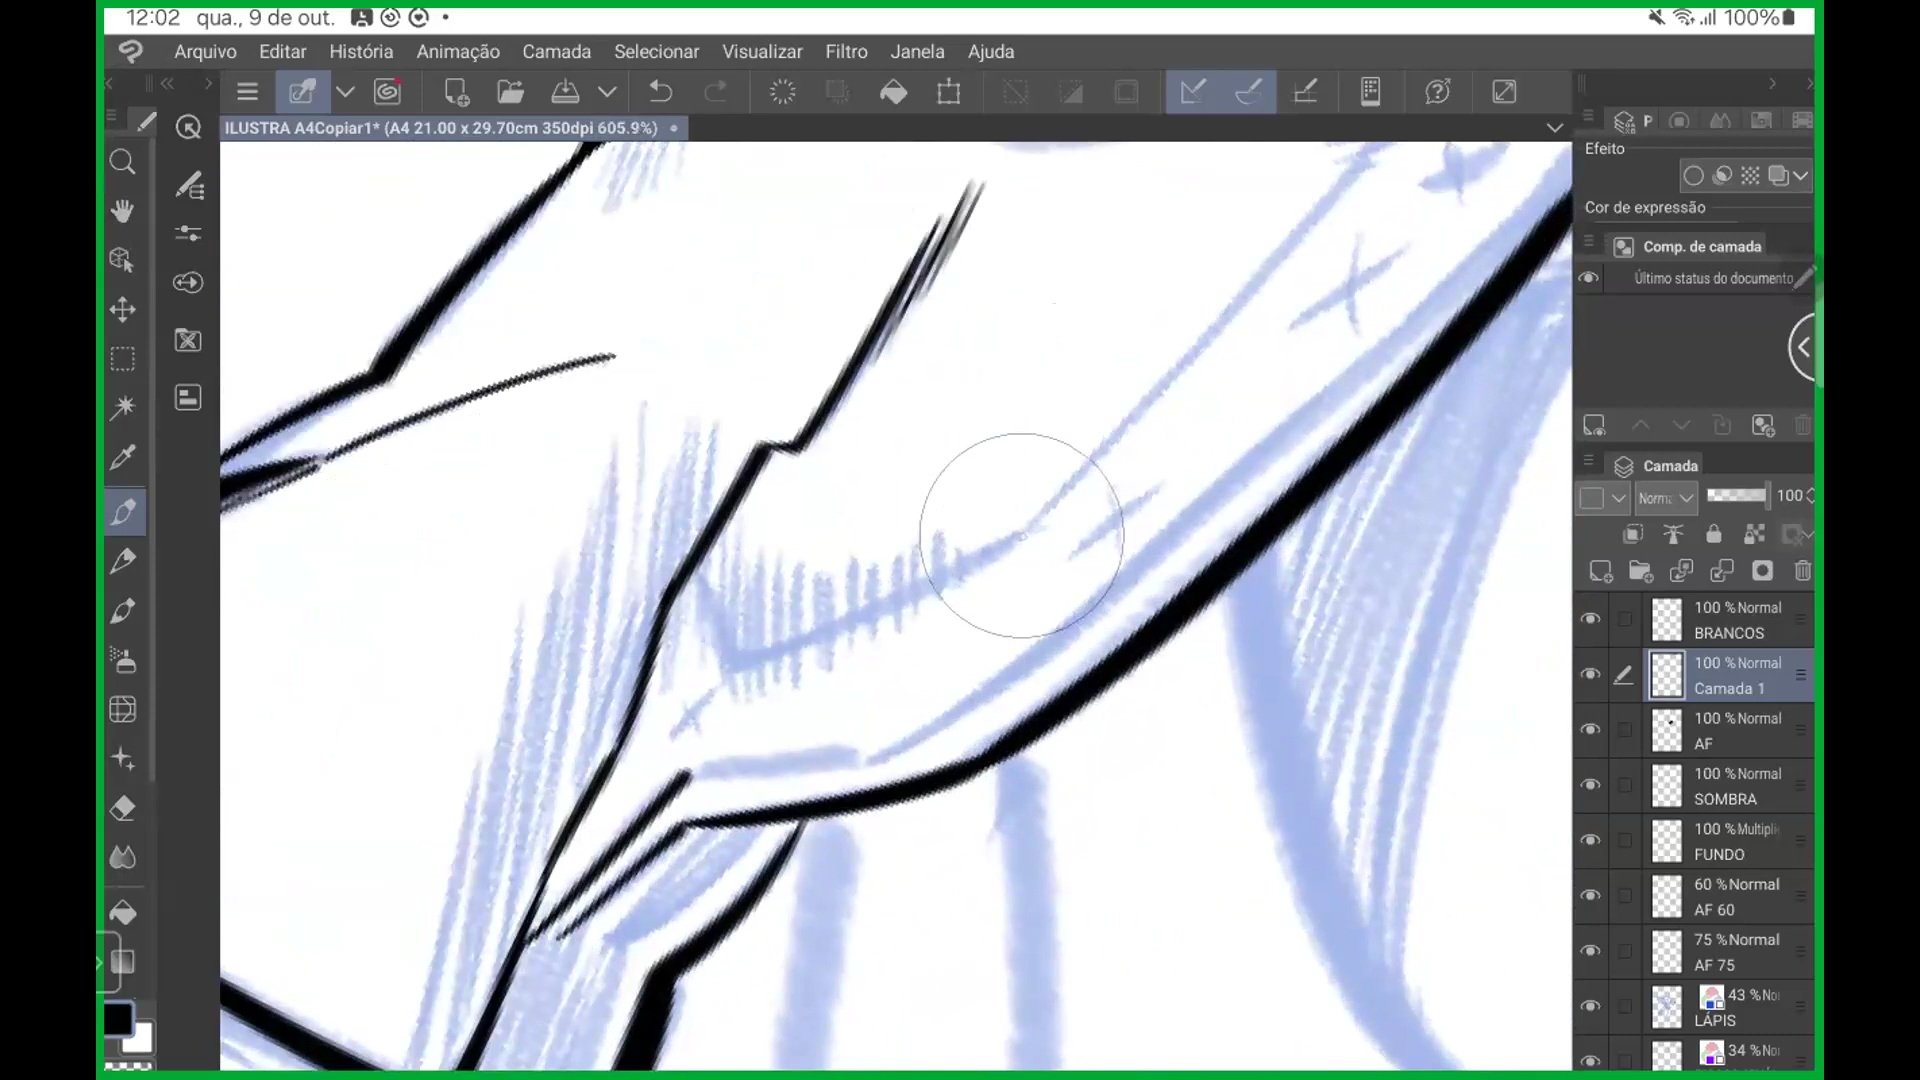 12:02 qua., 9 de out.
100%
Arquivo Editar História Animação Camada Selecionar Visualizar Filtro Janela Ajuda
ILUSTRA A4Copiar1* (A4 21.00 x 29.70cm 350dpi 605.9%)
P
Efeito
Cor de expressão
Comp. de camada
Último status do documento
Camada
Norma 100
100 % Normal
BRANCOS
100 % Normal
Camada 1
100 % Normal
AF
100 % Normal
SOMBRA
100 % Multipli
FUNDO
60 % Normal
AF 60
75 % Normal
AF 75
43 % No
LÁPIS
34 % No